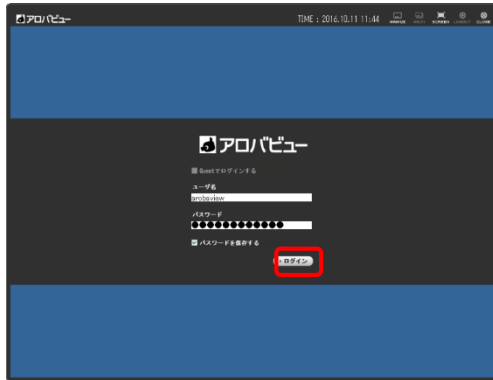 アロバビュー
TIME : 2016.10.11 11:44
SCREEN
CLOSE
アロバビュー
Guestでログインする
ユーザ名
arobaview
パスワード
●●●●●●●●●●●●
パスワードを保存する
ログイン